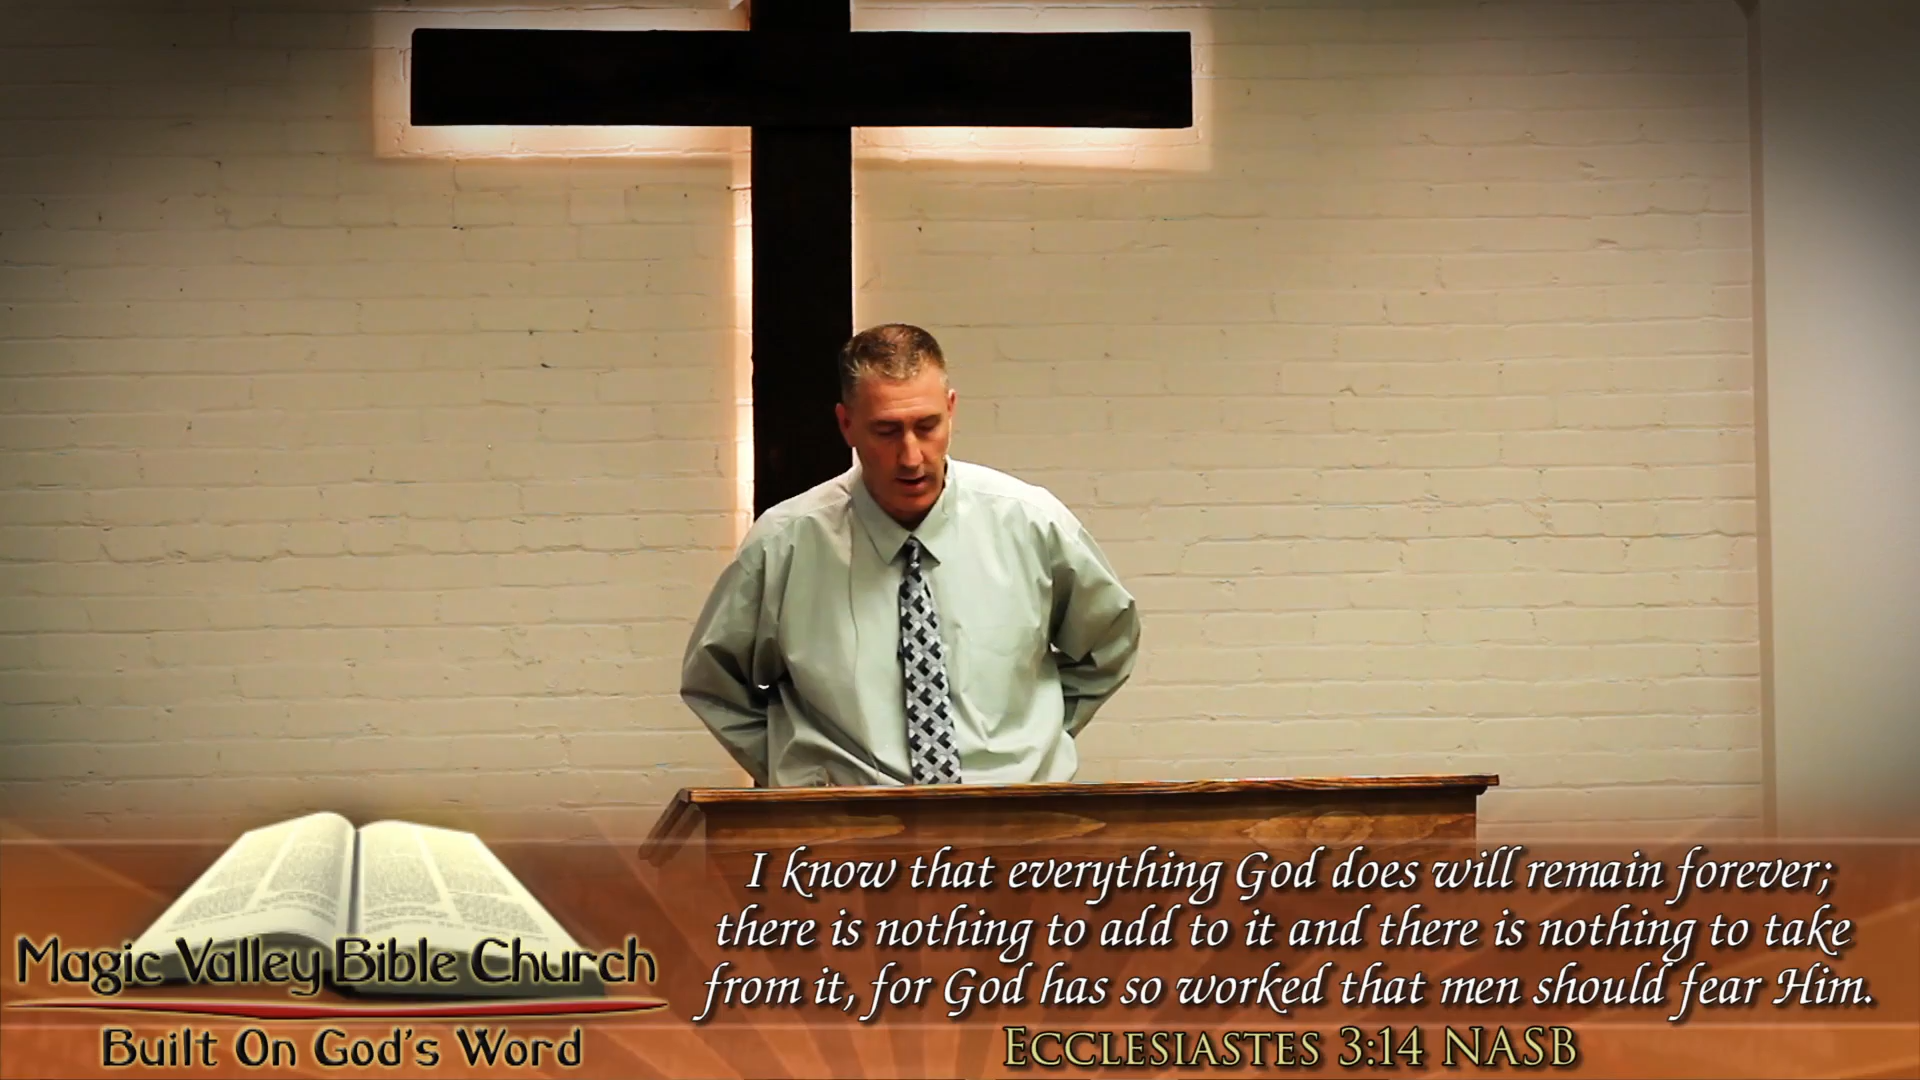 Magic Valley Bible Church
Built On God's Word
I know that everything God does will remain forever;
there is nothing to add to it and there is nothing to take
from it, for God has so worked that men should fear Him.
Ecclesiastes 3:14 NASB